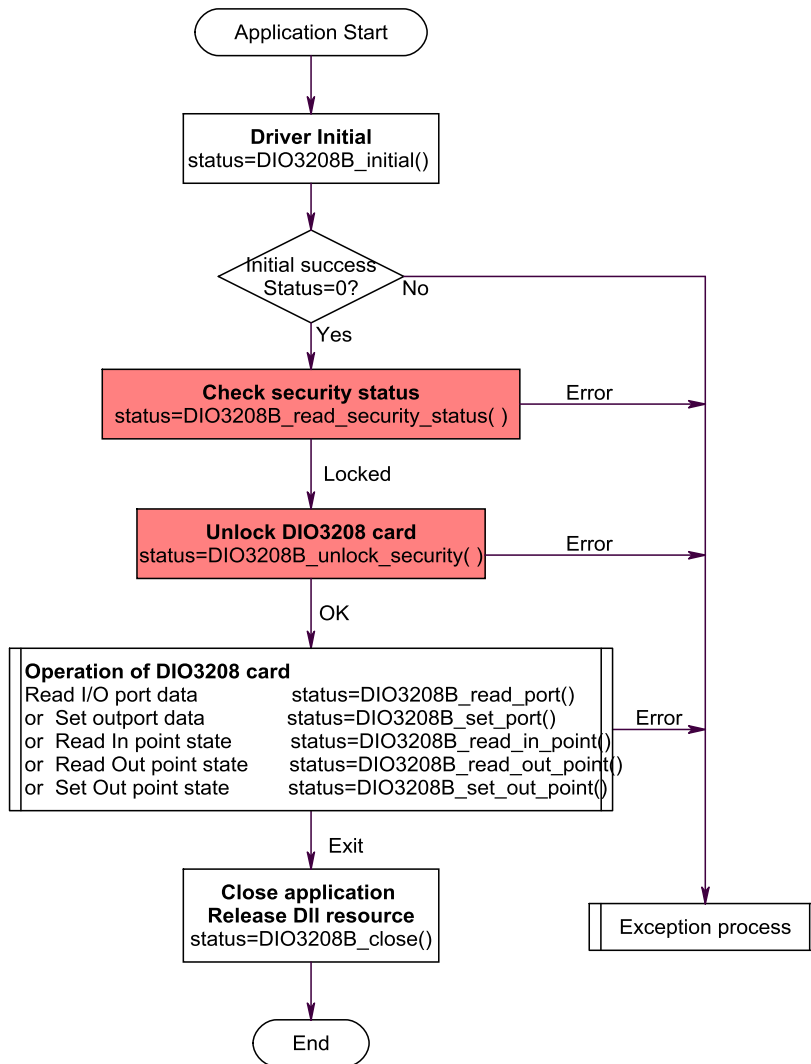 Application Start
Driver Initial
status=DIO3208B_initial()
Initial success
Status=0?
No
Yes
Check security status
status=DIO3208B_read_security_status( )
Error
Locked
Unlock DIO3208 card
status=DIO3208B_unlock_security( )
Error
OK
Operation of DIO3208 card
Read I/O port data status=DIO3208B_read_port()
or Set outport data status=DIO3208B_set_port()
or Read In point state status=DIO3208B_read_in_point()
or Read Out point state status=DIO3208B_read_out_point()
or Set Out point state status=DIO3208B_set_out_point()
Error
Exit
Close application
Release Dll resource
status=DIO3208B_close()
Exception process
End